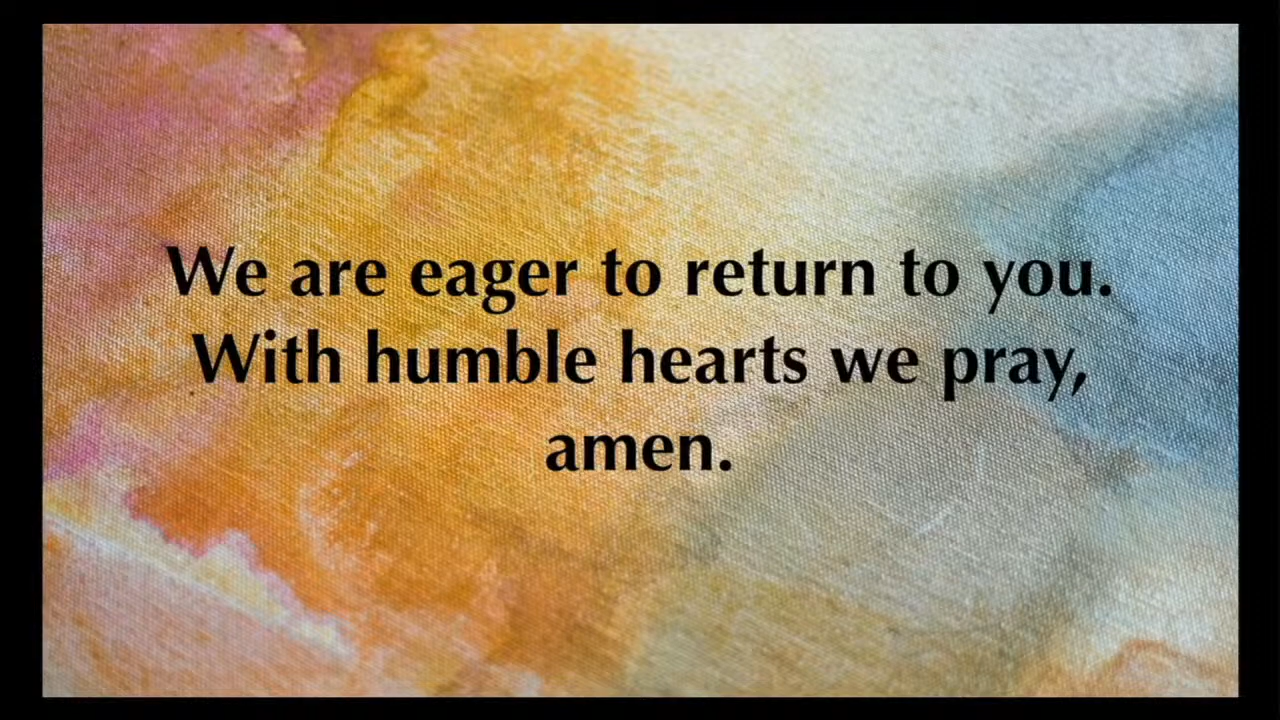 We are eager to return to you.
With humble hearts we pray,
amen.